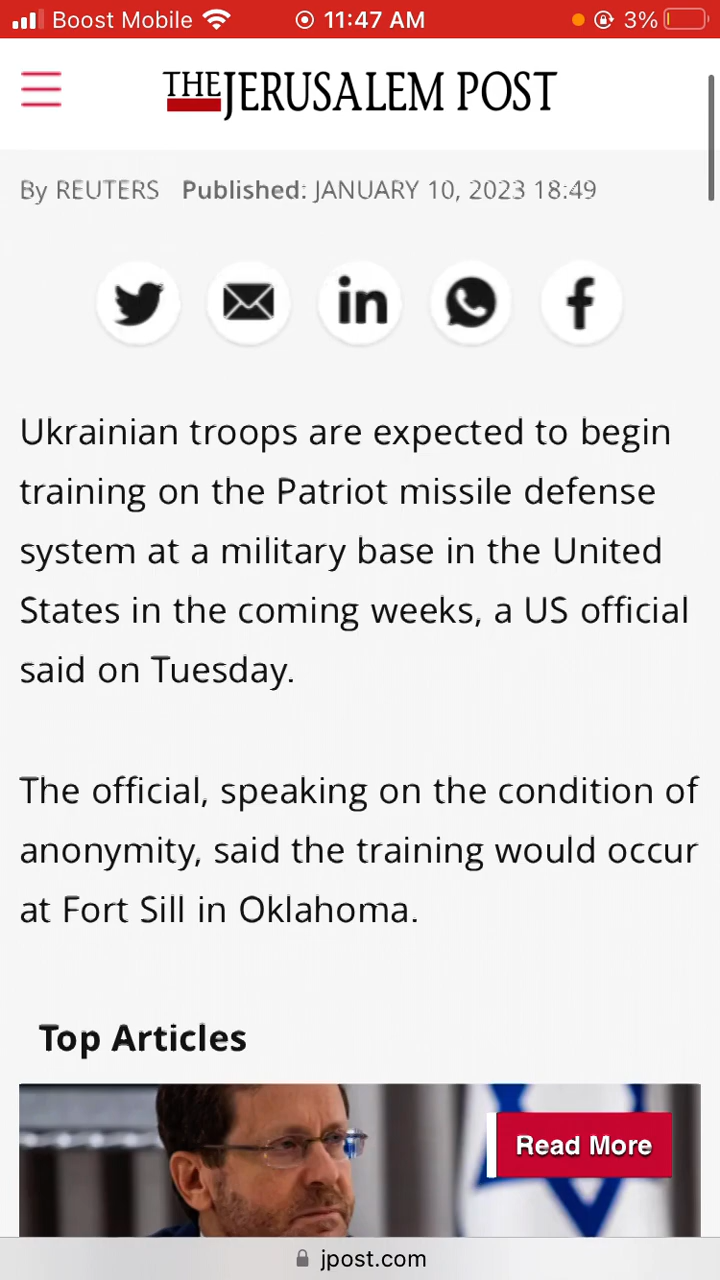 Boost Mobile 11:47 AM 3%
THE JERUSALEM POST
By REUTERS Published: JANUARY 10, 2023 18:49
Ukrainian troops are expected to begin
training on the Patriot missile defense
system at a military base in the United
States in the coming weeks, a US official
said on Tuesday.
The official, speaking on the condition of
anonymity, said the training would occur
at Fort Sill in Oklahoma.
Top Articles
Read More
jpost.com